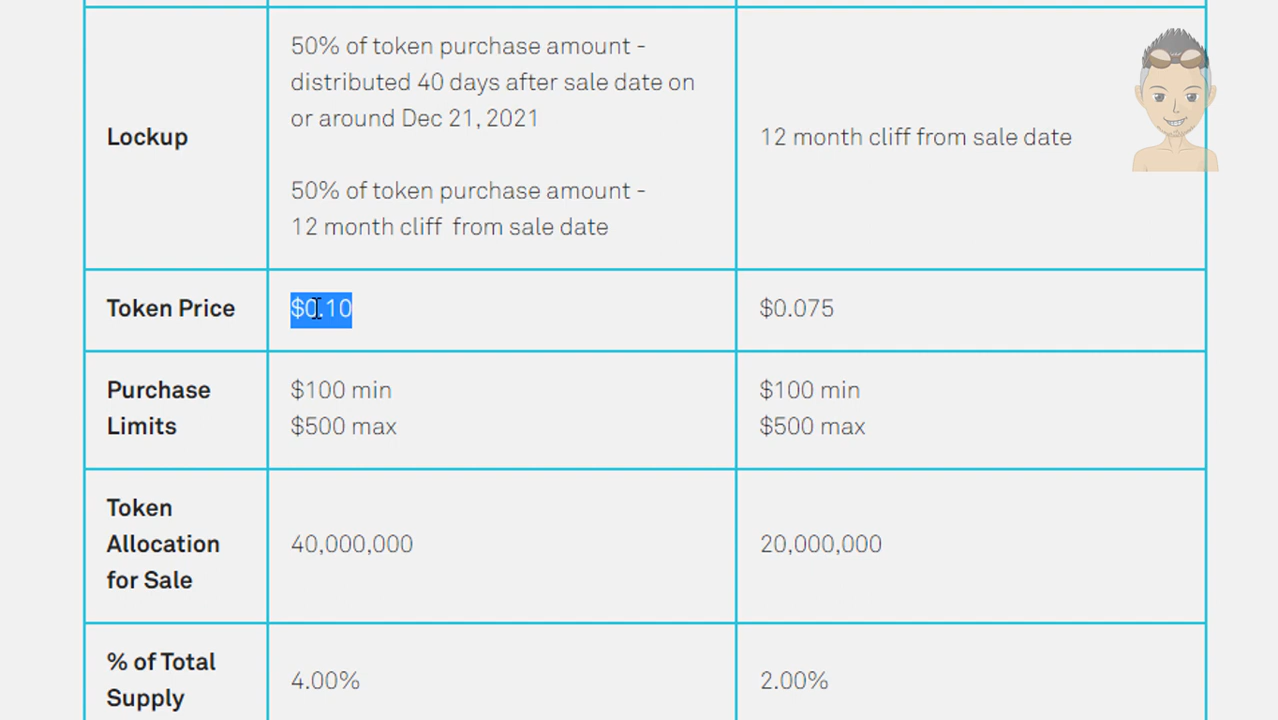 Lockup
50% of token purchase amount -
distributed 40 days after sale date on
or around Dec 21, 2021
50% of token purchase amount -
12 month cliff from sale date
12 month cliff from sale date
Token Price
$0.10
$0.075
Purchase
Limits
$100 min
$500 max
$100 min
$500 max
Token
Allocation
for Sale
40,000,000
20,000,000
% of Total
Supply
4.00%
2.00%